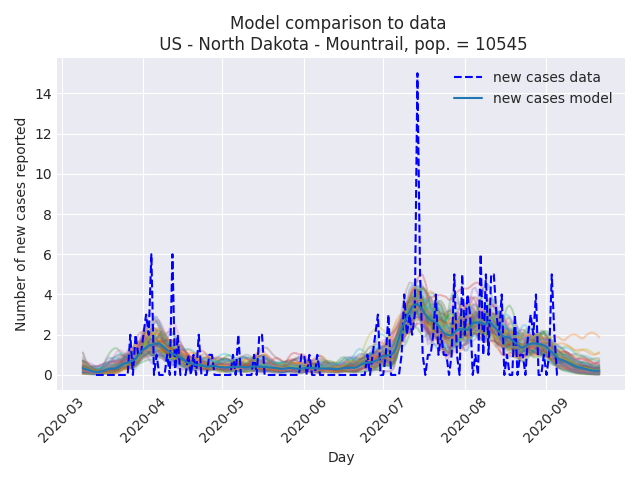 Model comparison to data
US - North Dakota - Mountrail, pop. = 10545
new cases data
new cases model
Number of new cases reported
14
12
10
8
6
4
2
0
2020-03
2020-04
2020-05
2020-06
2020-07
2020-08
2020-09
Day